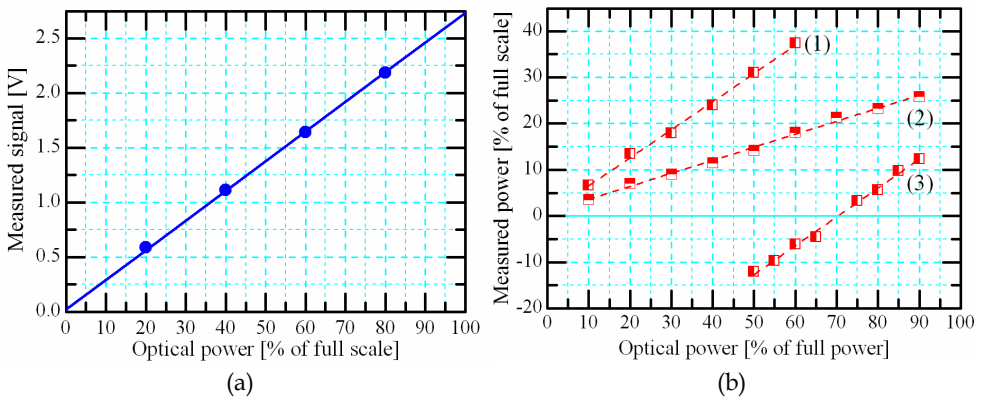 2.5
2.0
1.5
1.0
0.5
0.0
Measured signal [V]
0 10 20 30 40 50 60 70 80 90 100
Optical power [% of full scale]
(a)
40
30
20
10
0
-10
-20
Measured power [% of full scale]
(1)
(2)
(3)
0 10 20 30 40 50 60 70 80 90 100
Optical power [% of full power]
(b)